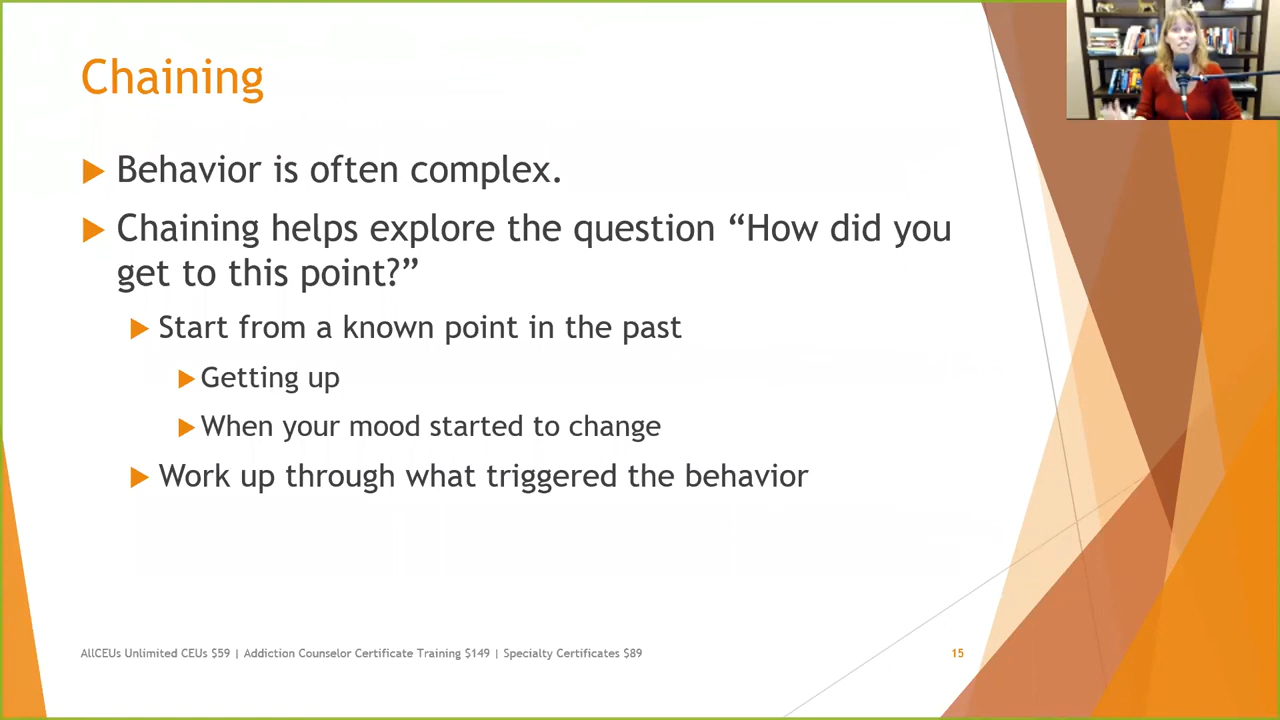 Chaining
Behavior is often complex.
Chaining helps explore the question “How did you
get to this point?”
Start from a known point in the past
Getting up
When your mood started to change
Work up through what triggered the behavior
AllCEUs Unlimited CEUs $59 | Addiction Counselor Certificate Training $149 | Specialty Certificates $89
15